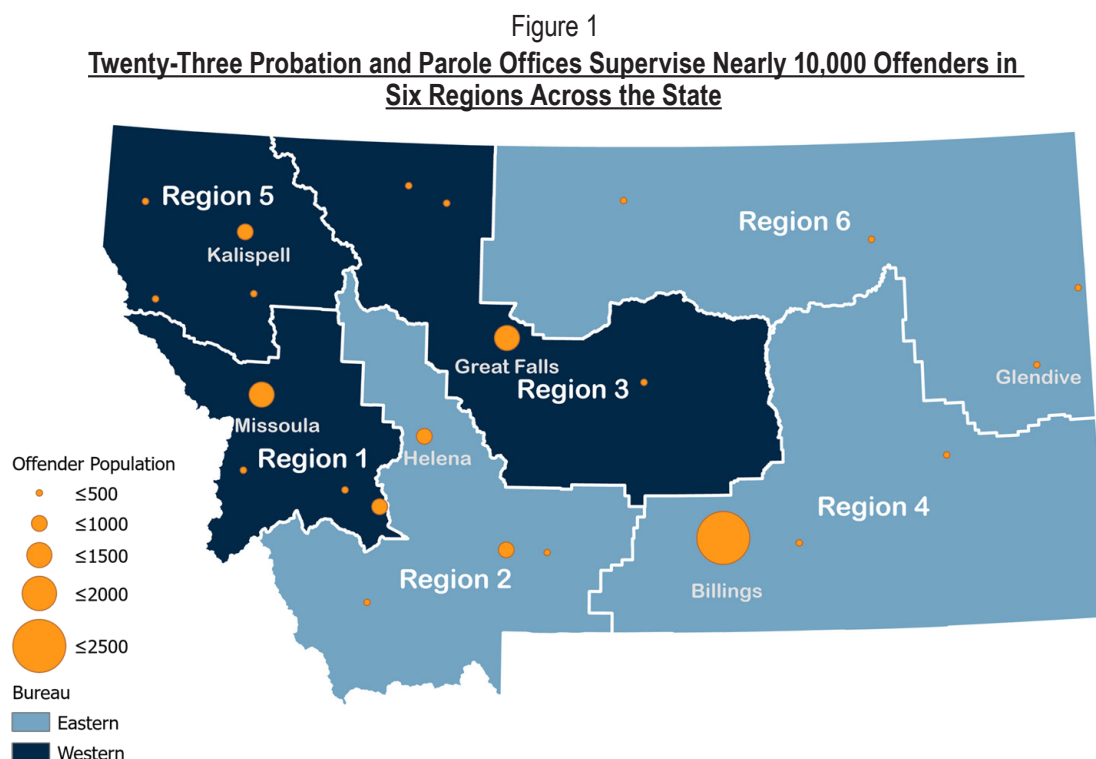 Figure 1
Twenty-Three Probation and Parole Offices Supervise Nearly 10,000 Offenders in
Six Regions Across the State
Region 5
Kalispell
Region 6
Great Falls
Region 3
Glendive
Missoula
Region 1
Helena
Region 4
Region 2
Billings
Offender Population
≤500
≤1000
≤1500
≤2000
≤2500
Bureau
Eastern
Western